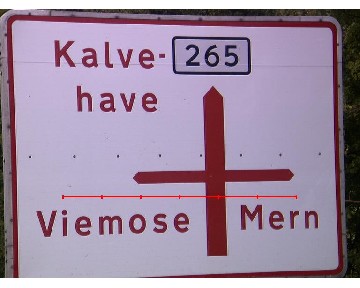 Kalve- 265
have
Viemose Mern